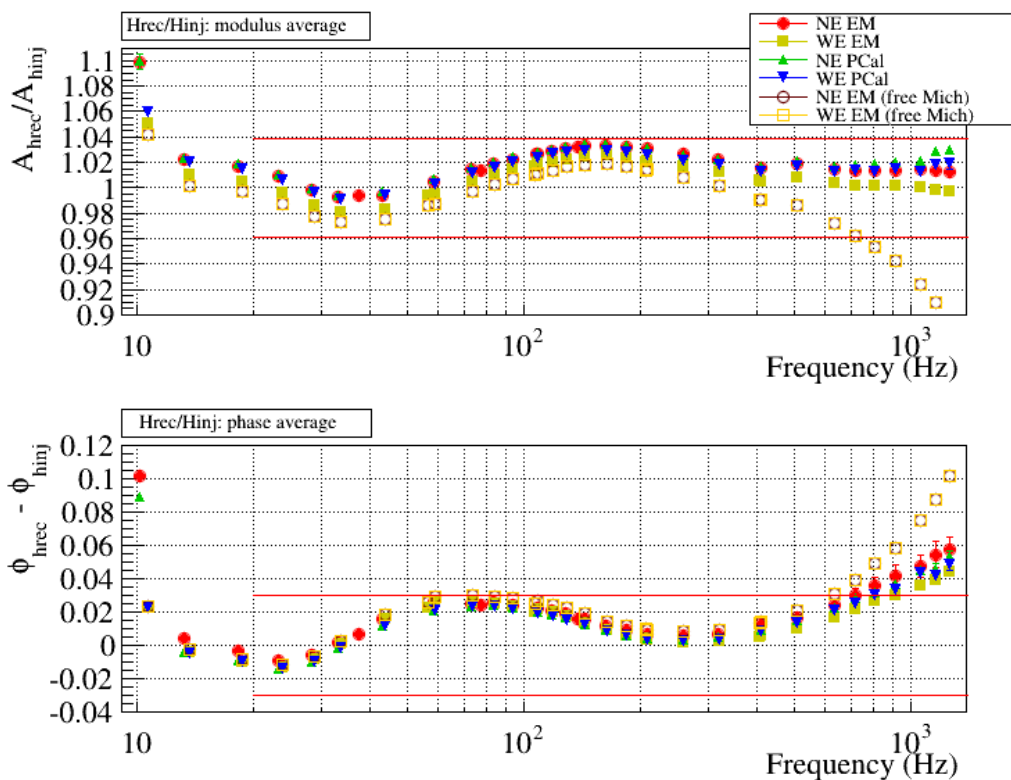 Hrec/Hinj: modulus average
NE EM
WE EM
NE PCal
WE PCal
NE EM (free Mich)
WE EM (free Mich)
A_hrec/A_hinj
1.1
1.08
1.06
1.04
1.02
1
0.98
0.96
0.94
0.92
0.9
10
10²
10³
Frequency (Hz)
Hrec/Hinj: phase average
ϕ_hrec - ϕ_hinj
0.12
0.1
0.08
0.06
0.04
0.02
0
-0.02
-0.04
10
10²
10³
Frequency (Hz)